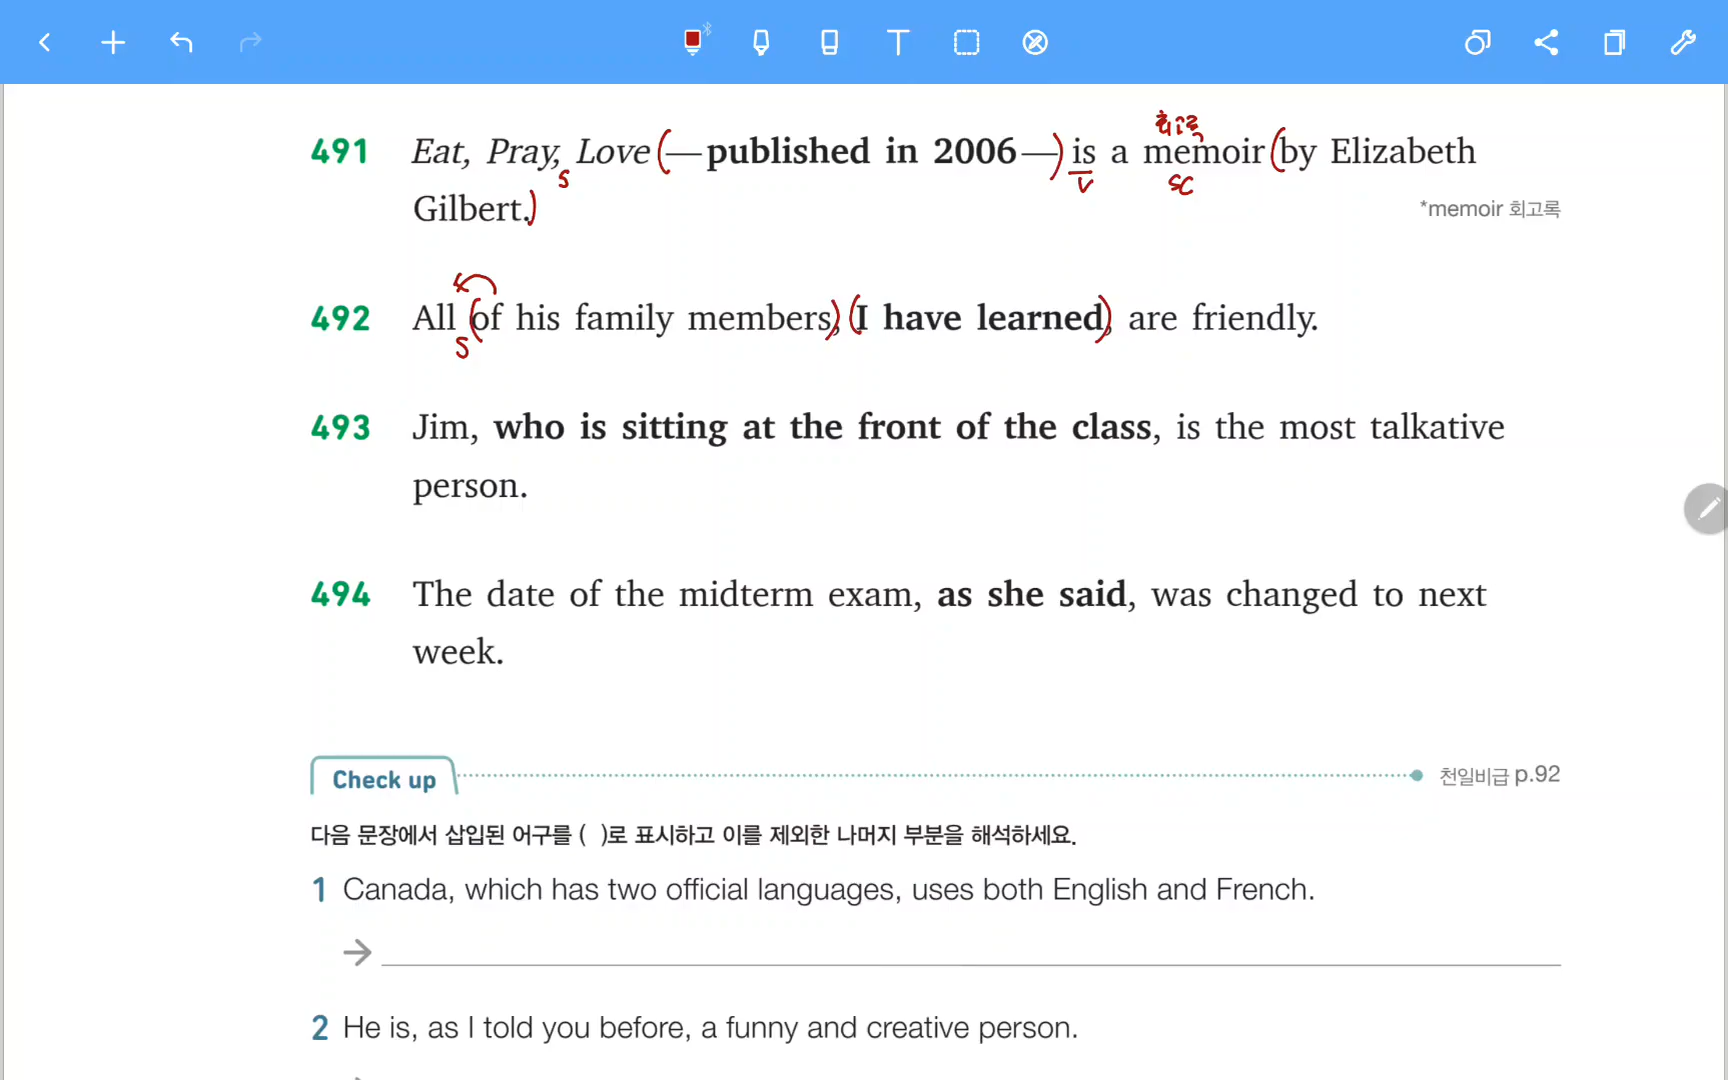 회고록
491 Eat, Pray, Love (—published in 2006—) is a memoir (by Elizabeth
S V SC
Gilbert.)
*memoir 회고록
492 All (of his family members,) (I have learned), are friendly.
S
493 Jim, who is sitting at the front of the class, is the most talkative
person.
494 The date of the midterm exam, as she said, was changed to next
week.
Check up
천일비급 p.92
다음 문장에서 삽입된 어구를 ( )로 표시하고 이를 제외한 나머지 부분을 해석하세요.
1 Canada, which has two official languages, uses both English and French.
→
2 He is, as I told you before, a funny and creative person.